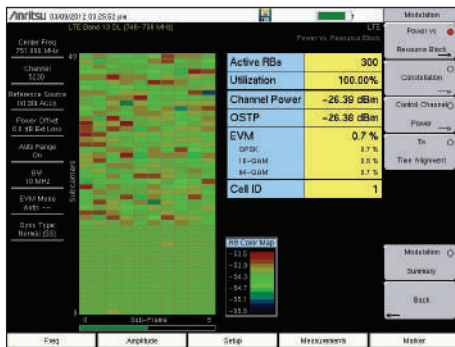 Anritsu 03/09/2012 03:25:52 pm
LTE Band 13 DL (746-756 MHz)
LTE
Power vs. Resource Block
Modulation
Center Freq
751.000 MHz
Channel
5230
Reference Source
Power Offset
0.0 dB Ext Loss
Auto Range
On
BW
10 MHz
EVM Mode
Auto --
Sync Type
Normal (SS)
49
Subcarriers
0
Sub-Frame
9
Active RBs 300
Utilization 100.00%
Channel Power -26.39 dBm
OSTP -26.38 dBm
EVM 0.7 %
QPSK 0.7 %
16-QAM
64-QAM 0.7 %
Cell ID 1
RB Color Map
Power vs
Resource Block
Constellation
Control Channel
Power
Tx
Time Alignment
Modulation
Summary
Back
Freq
Amplitude
Setup
Measurements
Marker